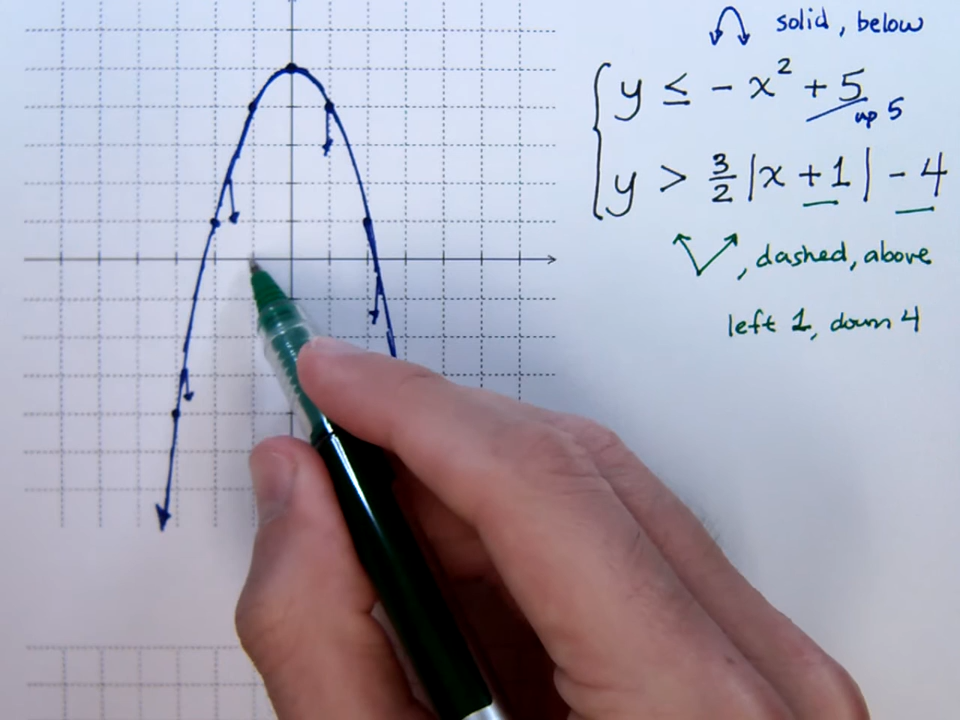 solid, below
y ≤ -x² + 5
up 5
y > 3/2 |x + 1| - 4
, dashed, above
left 1, down 4